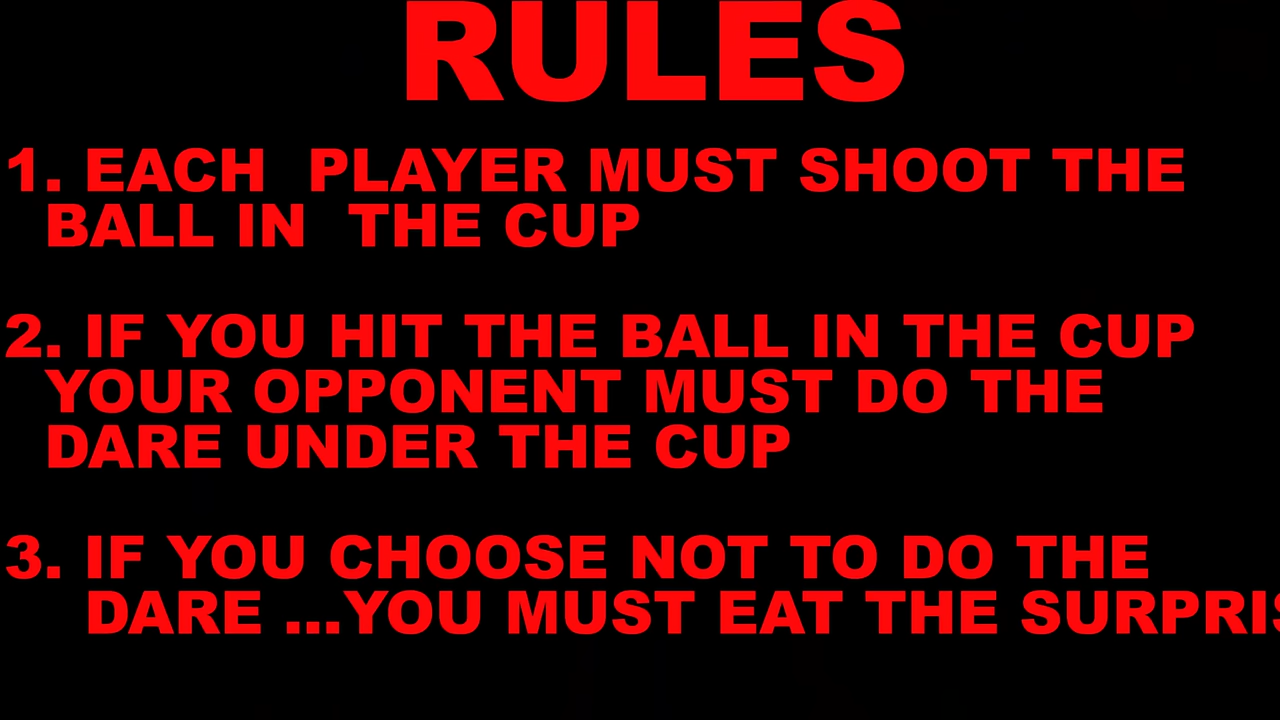 RULES
1. EACH PLAYER MUST SHOOT THE
BALL IN THE CUP
2. IF YOU HIT THE BALL IN THE CUP
YOUR OPPONENT MUST DO THE
DARE UNDER THE CUP
3. IF YOU CHOOSE NOT TO DO THE
DARE ...YOU MUST EAT THE